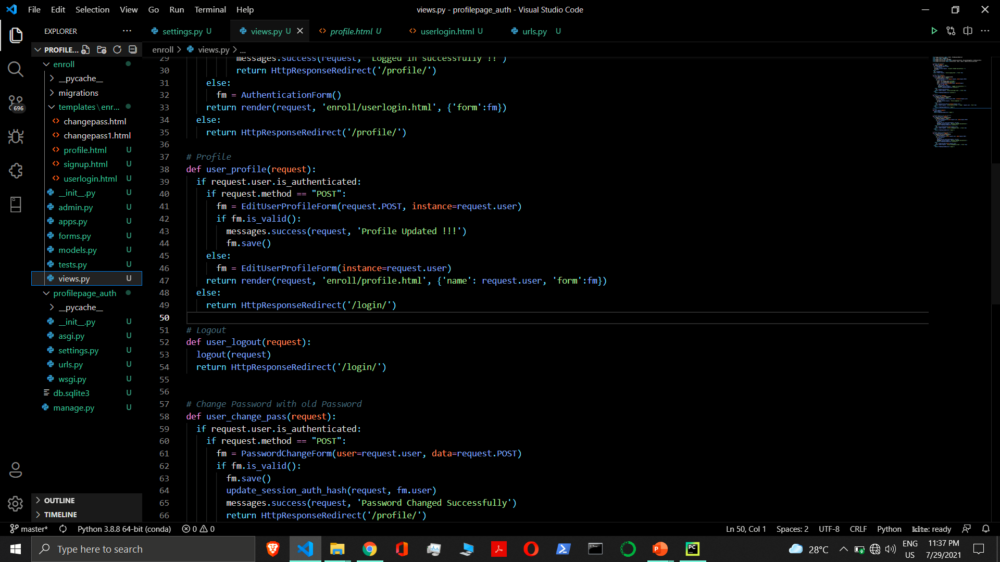 File Edit Selection View Go Run Terminal Help
views.py - profilepage_auth - Visual Studio Code
EXPLORER
settings.py U
views.py U
profile.html U
userlogin.html U
urls.py U
PROFILE...
enroll > views.py > ...
enroll
__pycache__
migrations
templates\enr...
changepass.html
changepass1.html
profile.html U
signup.html U
userlogin.html U
__init__.py U
admin.py U
apps.py U
forms.py U
models.py U
tests.py U
views.py U
profilepage_auth
__pycache__
__init__.py U
asgi.py U
settings.py U
urls.py U
wsgi.py U
db.sqlite3 U
manage.py U
OUTLINE
TIMELINE
696
29 messages.success(request, 'Logged in successfully !!')
30 return HttpResponseRedirect('/profile/')
31 else:
32 fm = AuthenticationForm()
33 return render(request, 'enroll/userlogin.html', {'form':fm})
34 else:
35 return HttpResponseRedirect('/profile/')
36
37 # Profile
38 def user_profile(request):
39 if request.user.is_authenticated:
40 if request.method == "POST":
41 fm = EditUserProfileForm(request.POST, instance=request.user)
42 if fm.is_valid():
43 messages.success(request, 'Profile Updated !!!')
44 fm.save()
45 else:
46 fm = EditUserProfileForm(instance=request.user)
47 return render(request, 'enroll/profile.html', {'name': request.user, 'form':fm})
48 else:
49 return HttpResponseRedirect('/login/')
50
51 # Logout
52 def user_logout(request):
53 logout(request)
54 return HttpResponseRedirect('/login/')
55
56
57 # Change Password with old Password
58 def user_change_pass(request):
59 if request.user.is_authenticated:
60 if request.method == "POST":
61 fm = PasswordChangeForm(user=request.user, data=request.POST)
62 if fm.is_valid():
63 fm.save()
64 update_session_auth_hash(request, fm.user)
65 messages.success(request, 'Password Changed Successfully')
66 return HttpResponseRedirect('/profile/')
master* Python 3.8.8 64-bit (conda) 0 0
Ln 50, Col 1 Spaces: 2 UTF-8 CRLF Python kite: ready
Type here to search
28°C
ENG
US
11:37 PM
7/29/2021